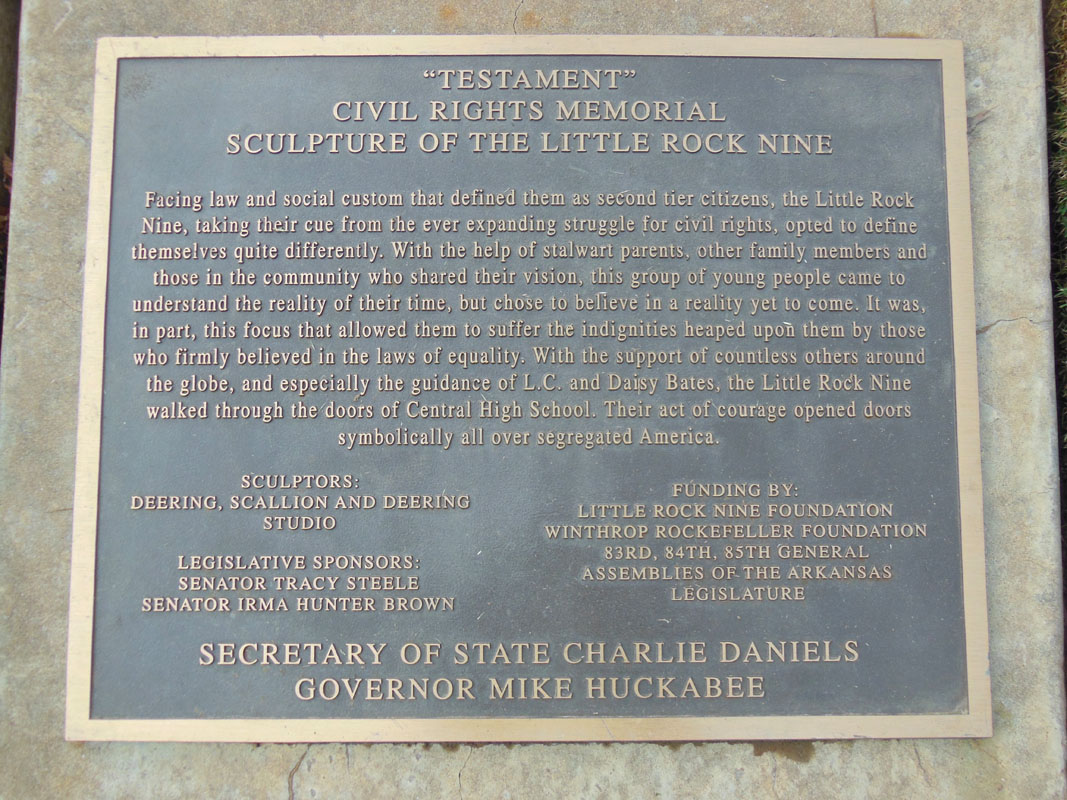 “TESTAMENT”
CIVIL RIGHTS MEMORIAL
SCULPTURE OF THE LITTLE ROCK NINE
Facing law and social custom that defined them as second tier citizens, the Little Rock
Nine, taking their cue from the ever expanding struggle for civil rights, opted to define
themselves quite differently. With the help of stalwart parents, other family members and
those in the community who shared their vision, this group of young people came to
understand the reality of their time, but chose to believe in a reality yet to come. It was,
in part, this focus that allowed them to suffer the indignities heaped upon them by those
who firmly believed in the laws of equality. With the support of countless others around
the globe, and especially the guidance of L.C. and Daisy Bates, the Little Rock Nine
walked through the doors of Central High School. Their act of courage opened doors
symbolically all over segregated America.
SCULPTORS:
DEERING, SCALLION AND DEERING
STUDIO
LEGISLATIVE SPONSORS:
SENATOR TRACY STEELE
SENATOR IRMA HUNTER BROWN
FUNDING BY:
LITTLE ROCK NINE FOUNDATION
WINTHROP ROCKEFELLER FOUNDATION
83RD, 84TH, 85TH GENERAL
ASSEMBLIES OF THE ARKANSAS
LEGISLATURE
SECRETARY OF STATE CHARLIE DANIELS
GOVERNOR MIKE HUCKABEE